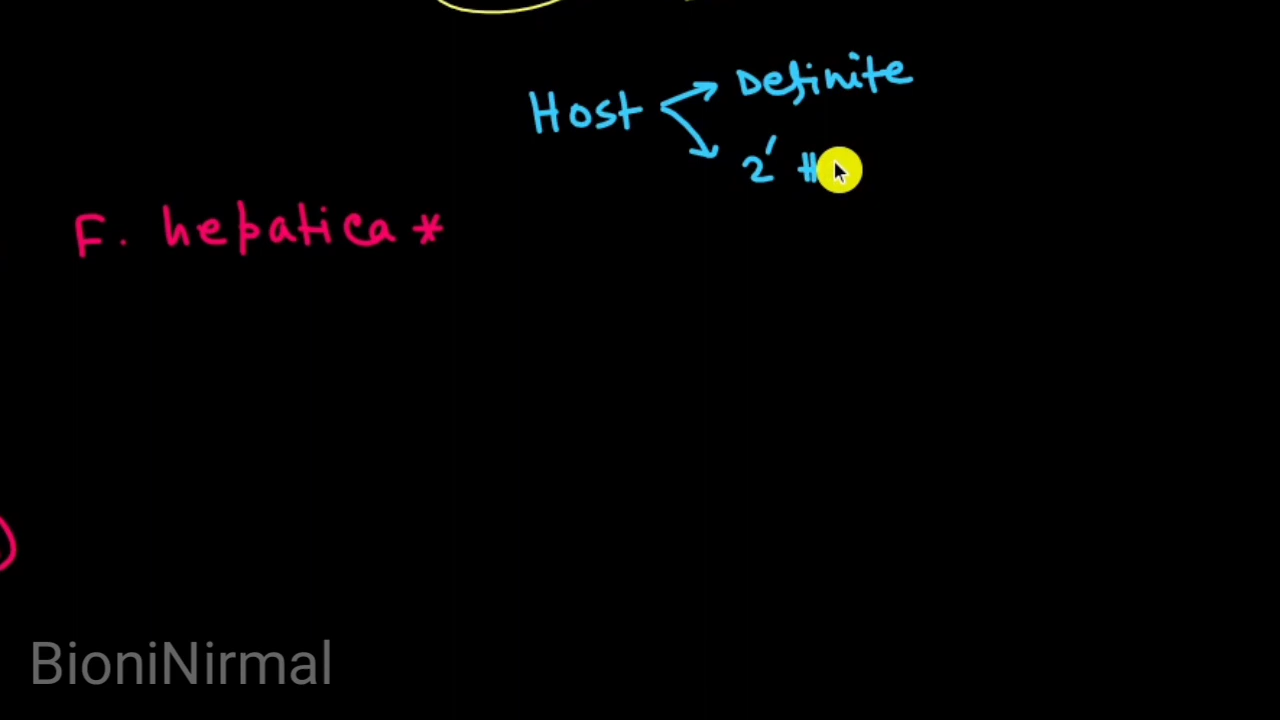 Host → Definite
2' H
F. hepatica *
)
BioniNirmal